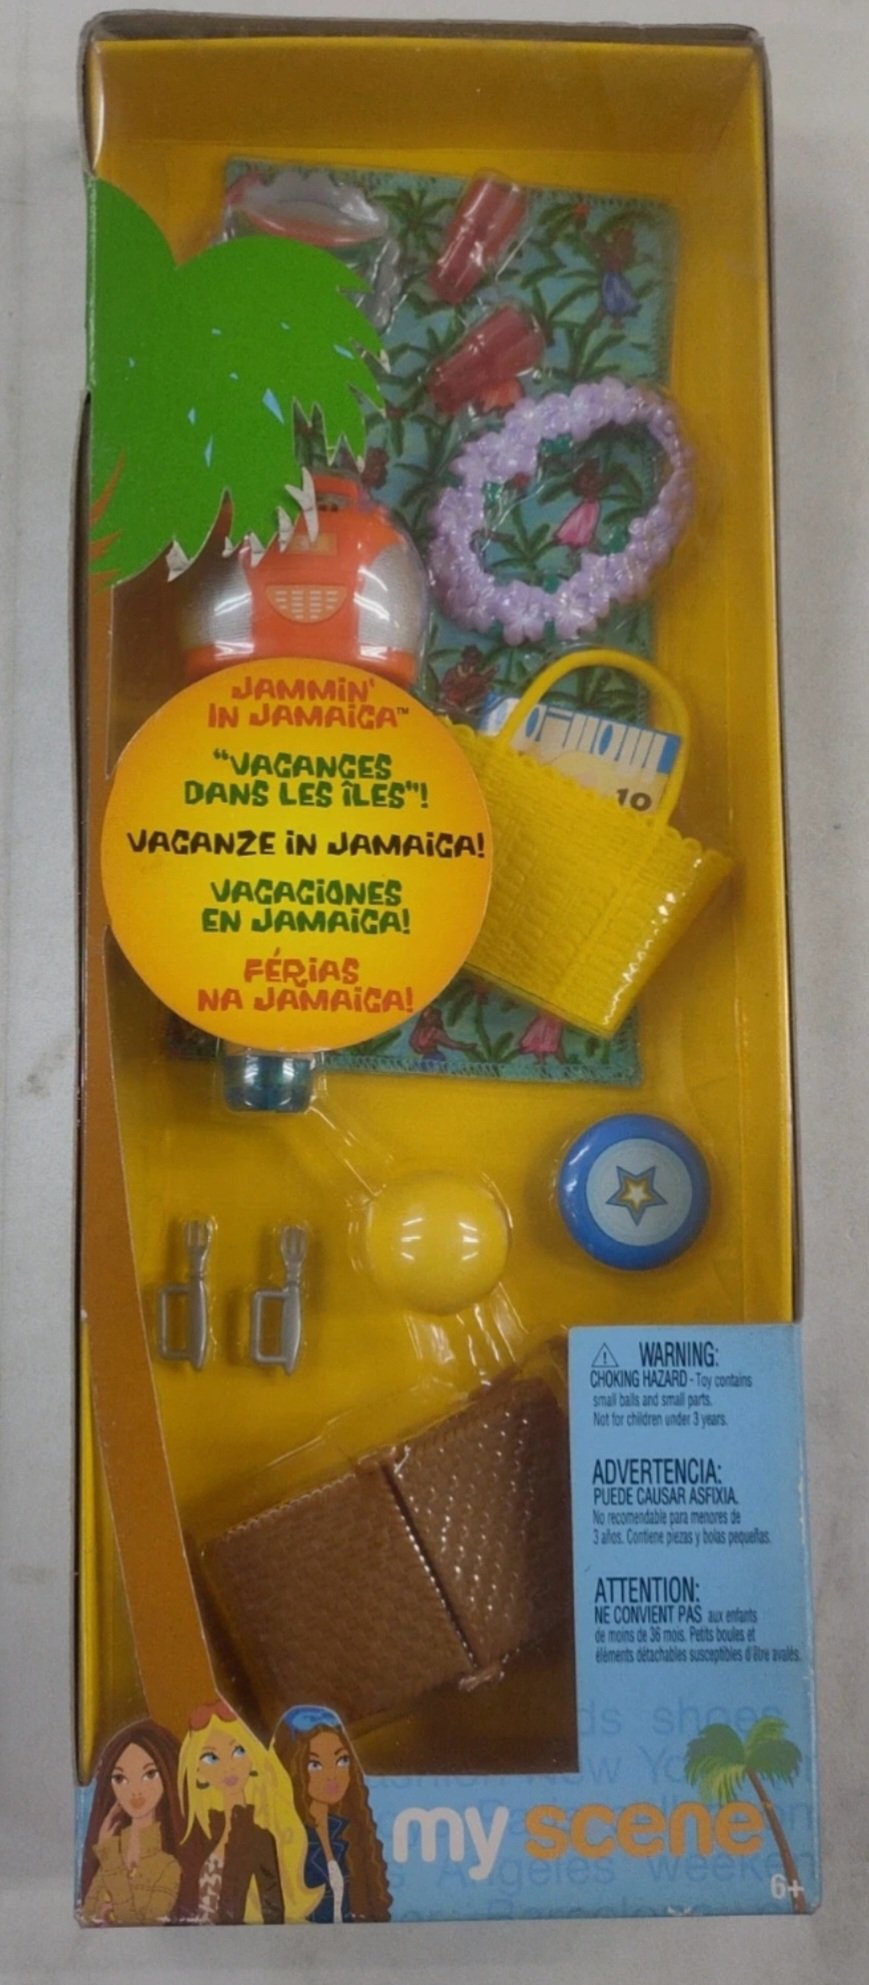 JAMMIN'
IN JAMAICA™
"VACANCES
DANS LES ÎLES"!
VACANZE IN JAMAICA!
VACACIONES
EN JAMAICA!
FÉRIAS
NA JAMAICA!
10
⚠ WARNING:
CHOKING HAZARD - Toy contains
small balls and small parts.
Not for children under 3 years.
ADVERTENCIA:
PUEDE CAUSAR ASFIXIA.
No recomendable para menores de
3 años. Contiene piezas y bolas pequeñas.
ATTENTION:
NE CONVIENT PAS aux enfants
de moins de 36 mois. Petits boules et
éléments détachables susceptibles d'être avalés.
shoes
my scene
Angeles weeken
6+